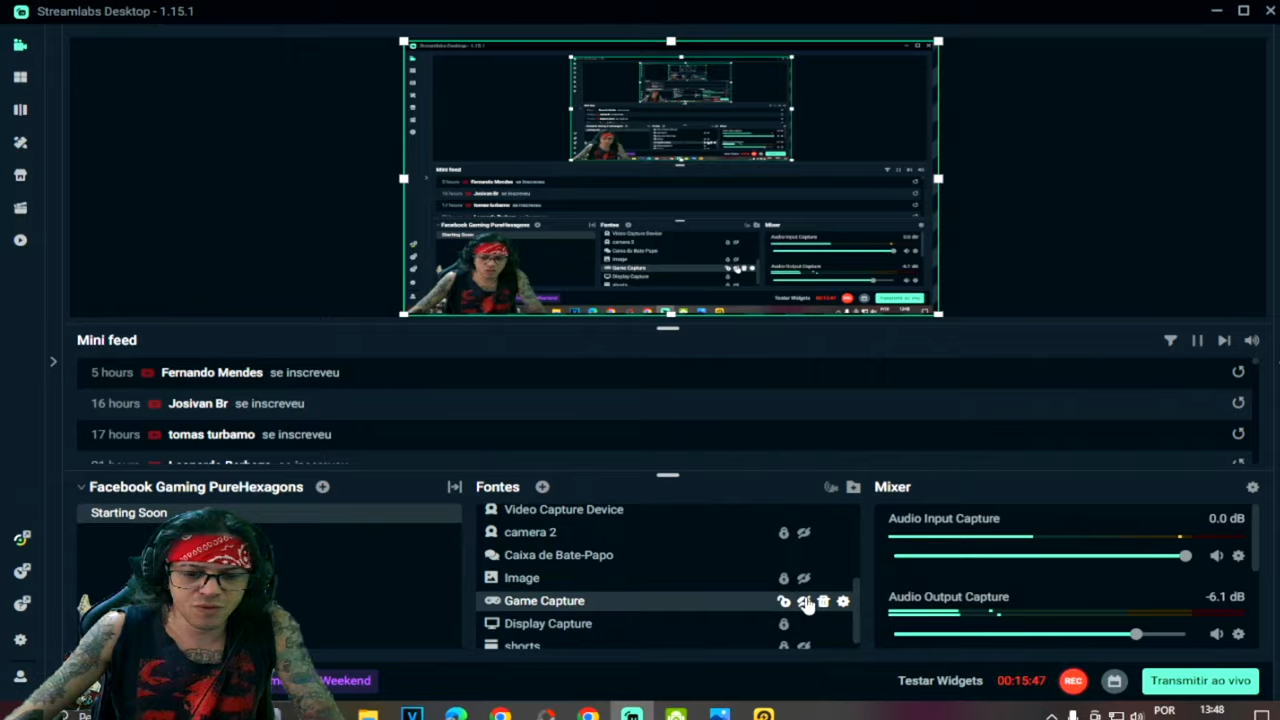 Streamlabs Desktop - 1.15.1
Mini feed
5 hours Fernando Mendes se inscreveu
16 hours Josivan Br se inscreveu
17 hours tomas turbamo se inscreveu
Facebook Gaming PureHexagons
Starting Soon
Fontes
Video Capture Device
camera 2
Caixa de Bate-Papo
Image
Game Capture
Display Capture
shorts
Mixer
Audio Input Capture 0.0 dB
Audio Output Capture -6.1 dB
Weekend
Testar Widgets 00:15:47 REC Transmitir ao vivo
POR 13:48